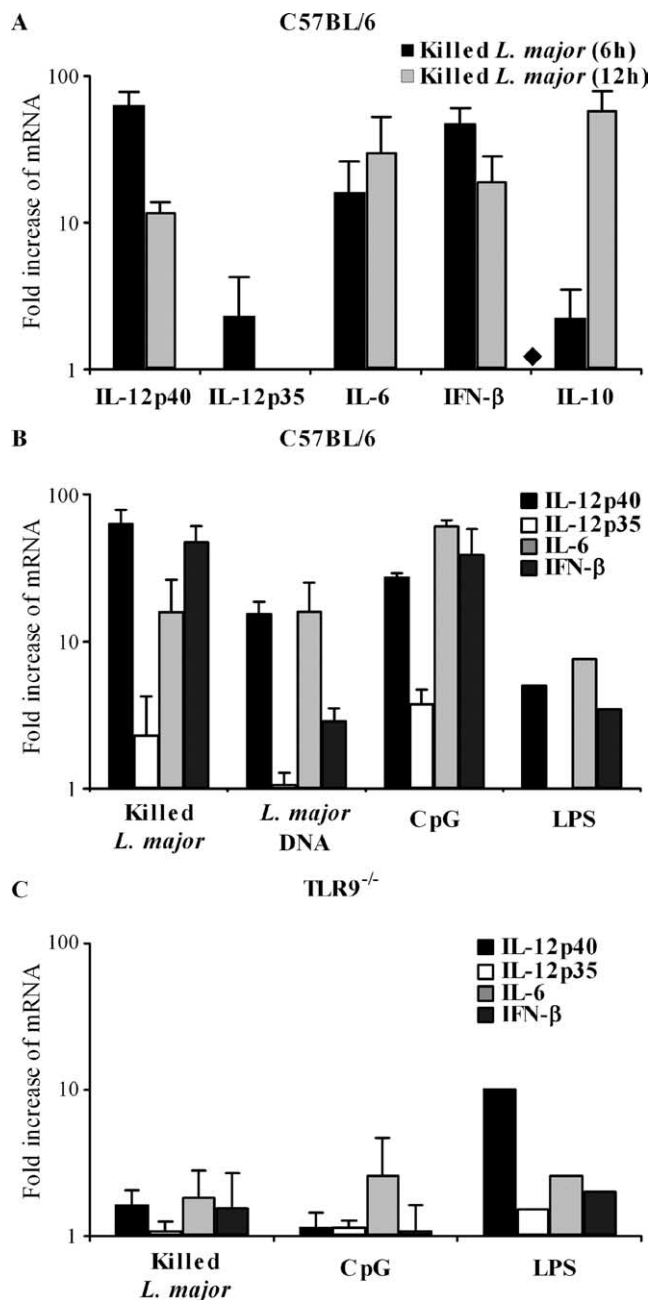 A
C57BL/6
Killed L. major (6h)
Killed L. major (12h)
Fold increase of mRNA
100
10
1
IL-12p40 IL-12p35 IL-6 IFN-β IL-10
B
C57BL/6
IL-12p40
IL-12p35
IL-6
IFN-β
Fold increase of mRNA
100
10
1
Killed L. major
L. major DNA
CpG
LPS
C
TLR9-/-
IL-12p40
IL-12p35
IL-6
IFN-β
Fold increase of mRNA
100
10
1
Killed L. major
CpG
LPS